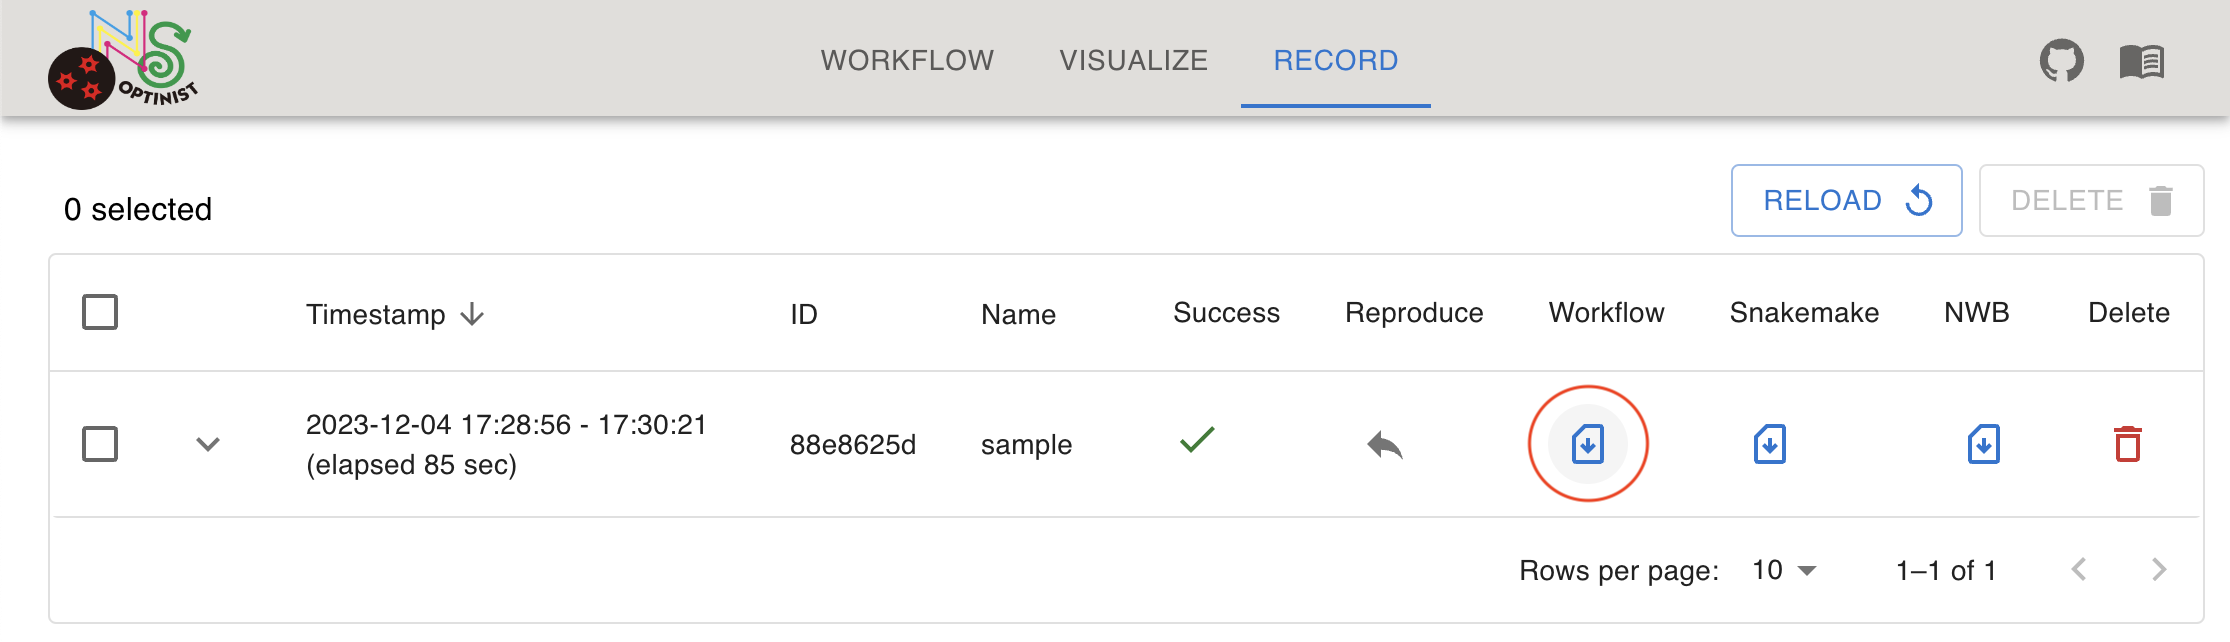 NS
OPTINIST
WORKFLOW VISUALIZE RECORD
0 selected
RELOAD DELETE
Timestamp ID Name Success Reproduce Workflow Snakemake NWB Delete
2023-12-04 17:28:56 - 17:30:21
(elapsed 85 sec)
88e8625d sample
Rows per page: 10 1–1 of 1